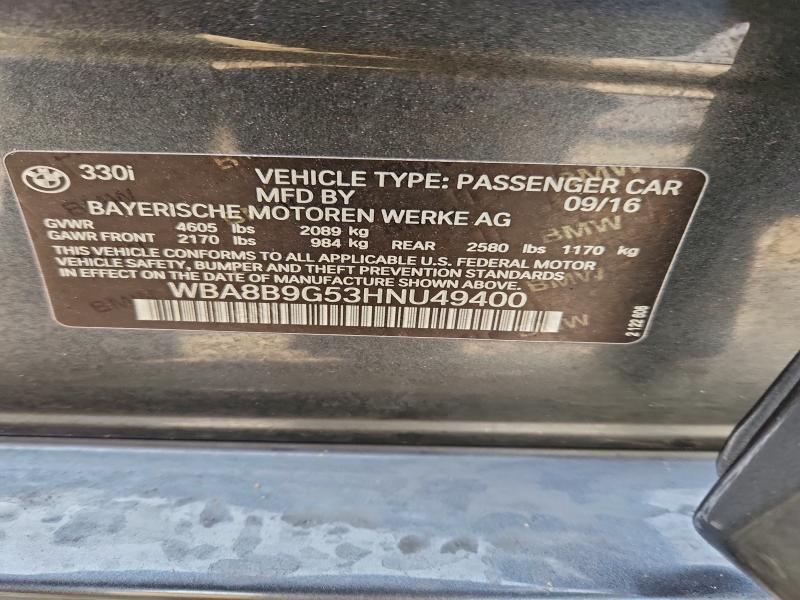 330i
VEHICLE TYPE: PASSENGER CAR
MFD BY 09/16
BAYERISCHE MOTOREN WERKE AG
GVWR 4605 lbs 2089 kg
GAWR FRONT 2170 lbs 984 kg REAR 2580 lbs 1170 kg
THIS VEHICLE CONFORMS TO ALL APPLICABLE U.S. FEDERAL MOTOR
VEHICLE SAFETY, BUMPER AND THEFT PREVENTION STANDARDS
IN EFFECT ON THE DATE OF MANUFACTURE SHOWN ABOVE.
WBA8B9G53HNU49400